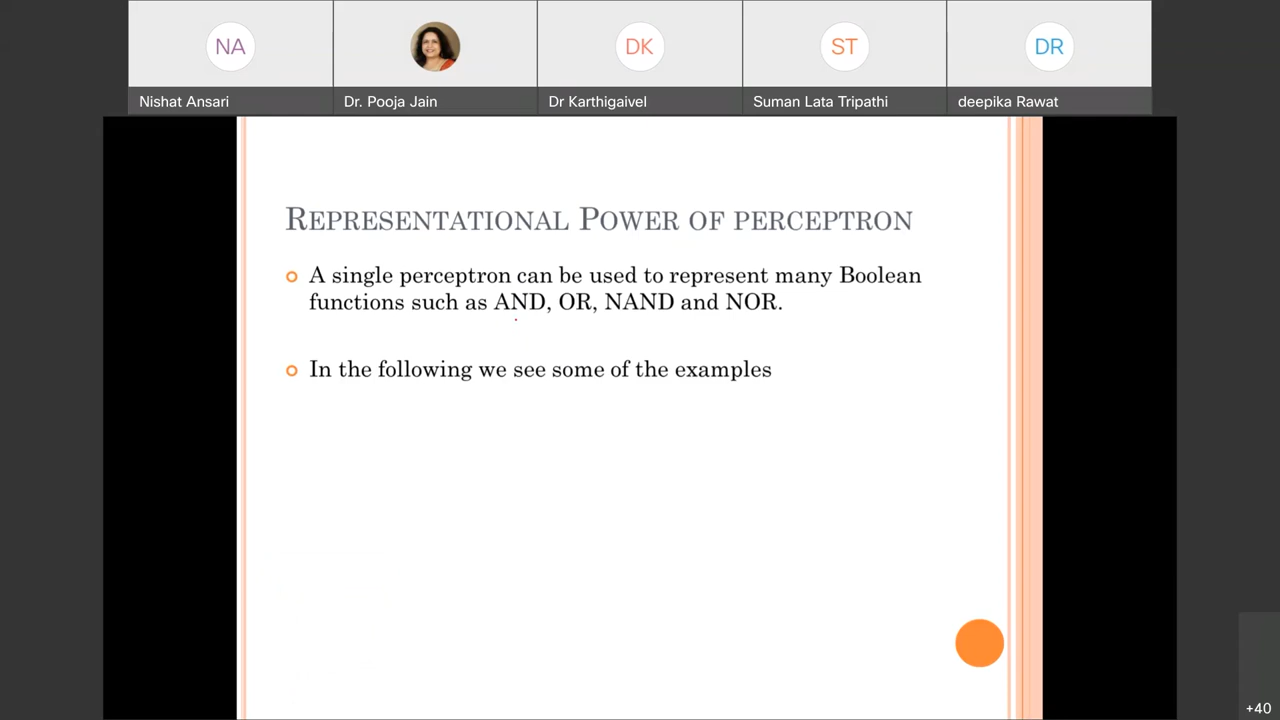 NA
DK
ST
DR
Nishat Ansari
Dr. Pooja Jain
Dr Karthigaivel
Suman Lata Tripathi
deepika Rawat
REPRESENTATIONAL POWER OF PERCEPTRON
A single perceptron can be used to represent many Boolean
functions such as AND, OR, NAND and NOR.
In the following we see some of the examples
+40